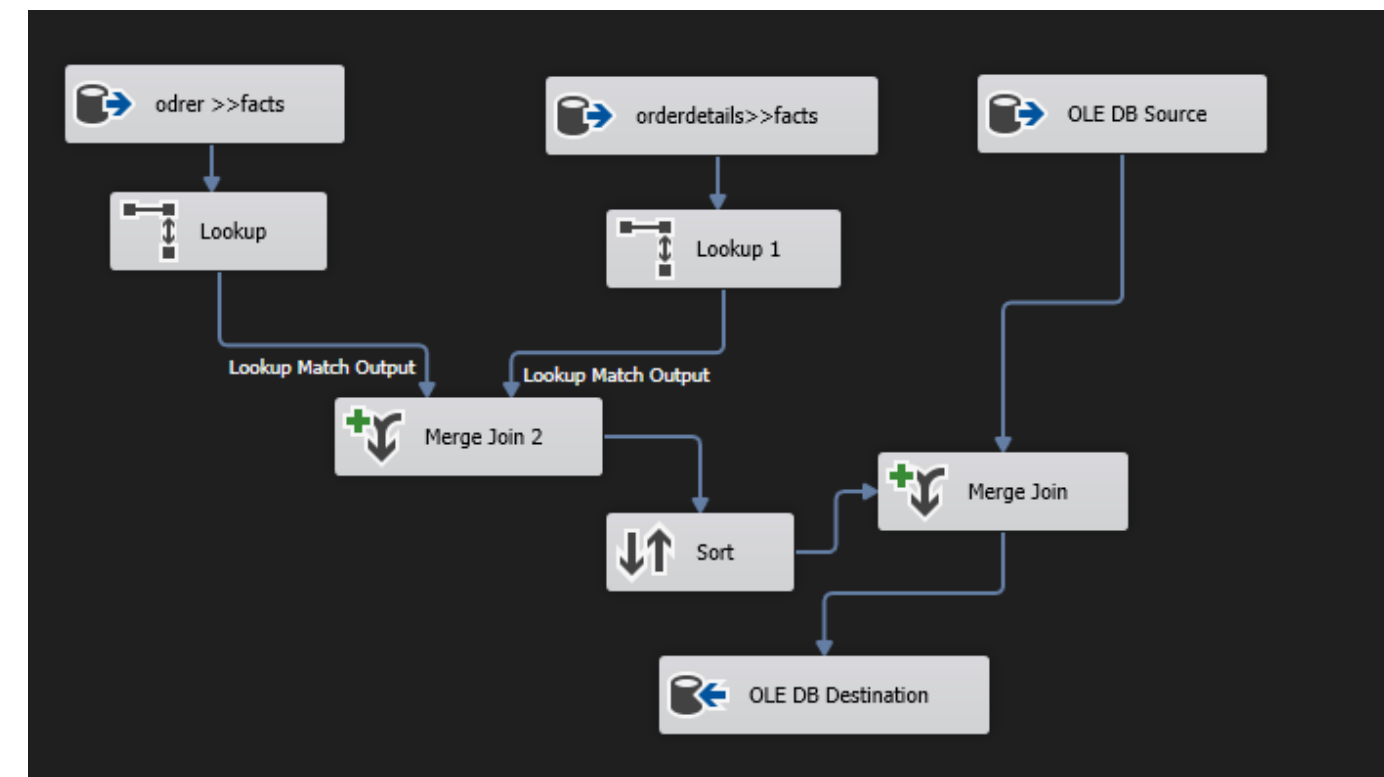 odrer >>facts
orderdetails>>facts
OLE DB Source
Lookup
Lookup 1
Lookup Match Output
Lookup Match Output
Merge Join 2
Merge Join
Sort
OLE DB Destination